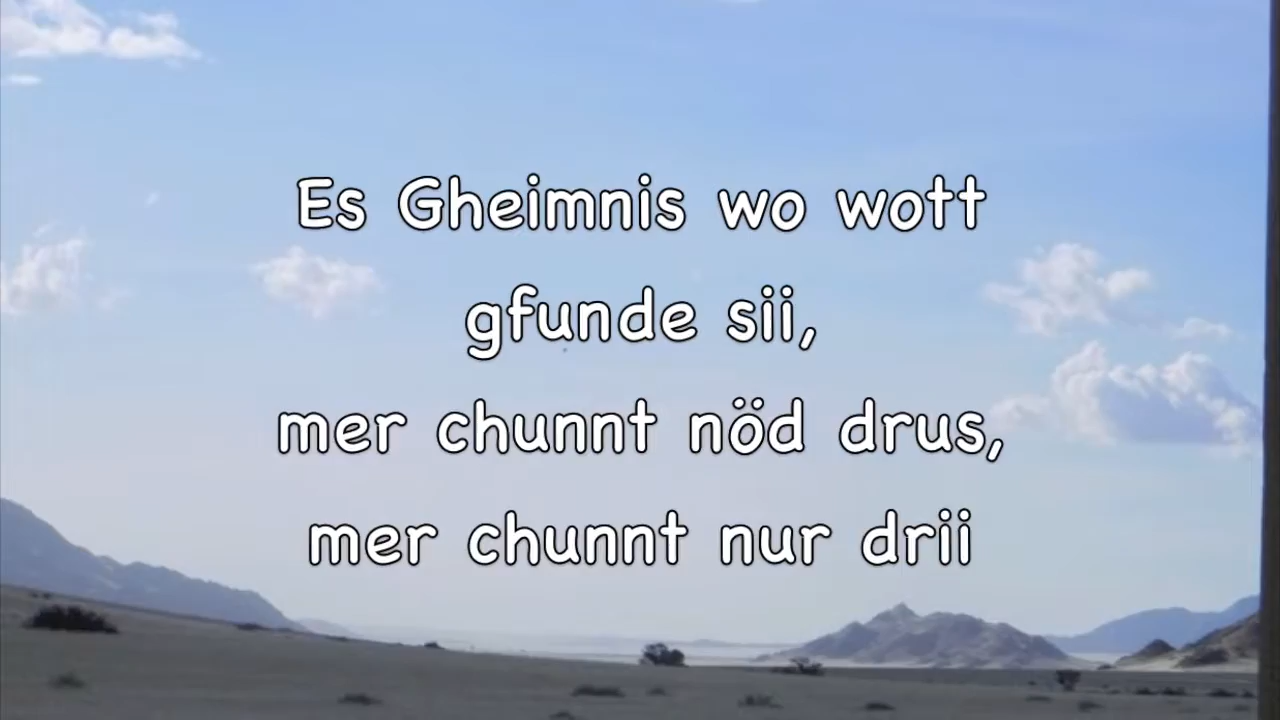 Es Gheimnis wo wott
gfunde sii,
mer chunnt nöd drus,
mer chunnt nur drii